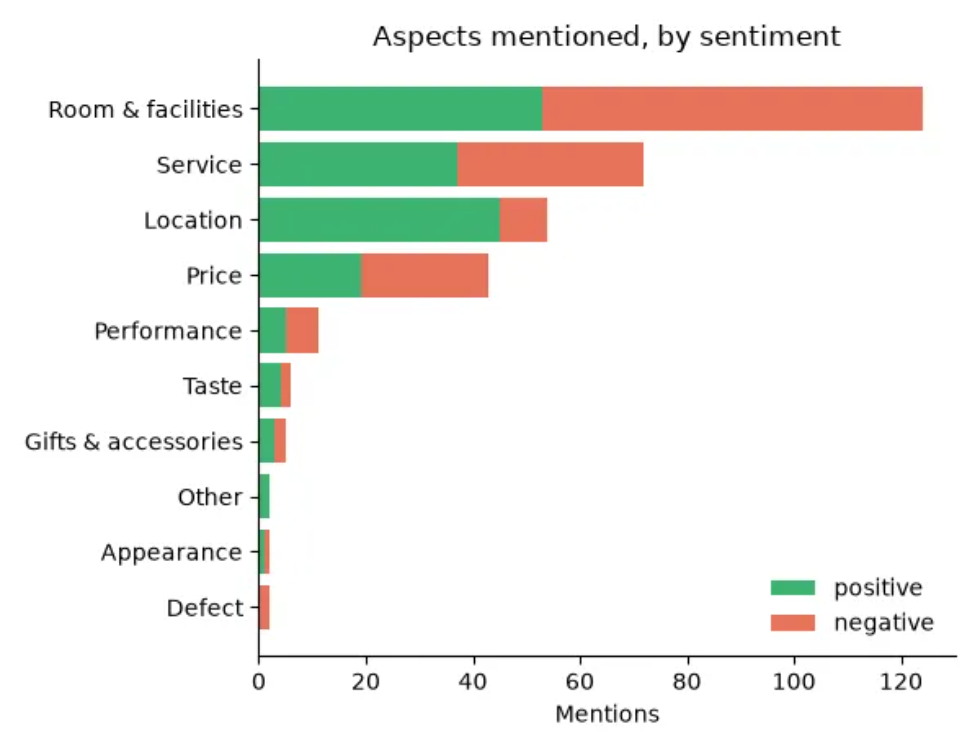 Aspects mentioned, by sentiment
Room & facilities
Service
Location
Price
Performance
Taste
Gifts & accessories
Other
Appearance
Defect
positive
negative
0 20 40 60 80 100 120
Mentions